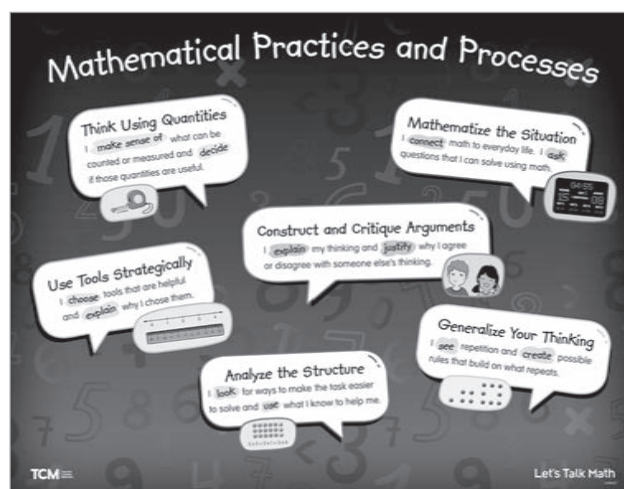 Mathematical Practices and Processes
Think Using Quantities
I make sense of what can be
counted or measured and decide
if those quantities are useful.
Mathematize the Situation
I connect math to everyday life. I ask
questions that I can solve using math.
04:55
Construct and Critique Arguments
I explain my thinking and justify why I agree
or disagree with someone else's thinking.
Use Tools Strategically
I choose tools that are helpful
and explain why I chose them.
Generalize Your Thinking
I see repetition and create possible
rules that build on what repeats.
Analyze the Structure
I look for ways to make the task easier
to solve and use what I know to help me.
TCM
Let's Talk Math